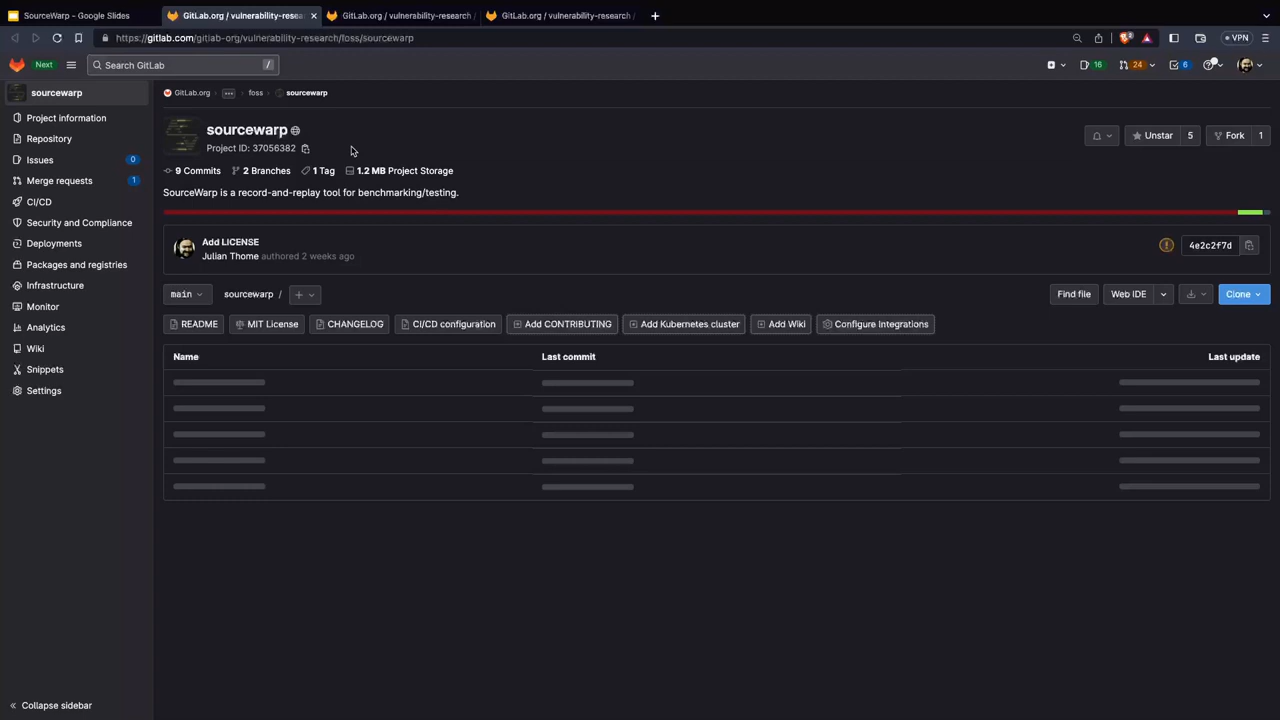 SourceWarp - Google Slides
GitLab.org / vulnerability-resea
GitLab.org / vulnerability-research /
GitLab.org / vulnerability-research /
https://gitlab.com/gitlab-org/vulnerability-research/foss/sourcewarp
VPN
Next
Search GitLab
/
16
24
6
sourcewarp
GitLab.org
foss
sourcewarp
Project information
Repository
Issues
0
Merge requests
1
CI/CD
Security and Compliance
Deployments
Packages and registries
Infrastructure
Monitor
Analytics
Wiki
Snippets
Settings
Collapse sidebar
sourcewarp
Project ID: 37056382
Unstar
5
Fork
1
9 Commits
2 Branches
1 Tag
1.2 MB Project Storage
SourceWarp is a record-and-replay tool for benchmarking/testing.
Add LICENSE
Julian Thome authored 2 weeks ago
4e2c2f7d
main
sourcewarp /
Find file
Web IDE
Clone
README
MIT License
CHANGELOG
CI/CD configuration
Add CONTRIBUTING
Add Kubernetes cluster
Add Wiki
Configure Integrations
Name
Last commit
Last update